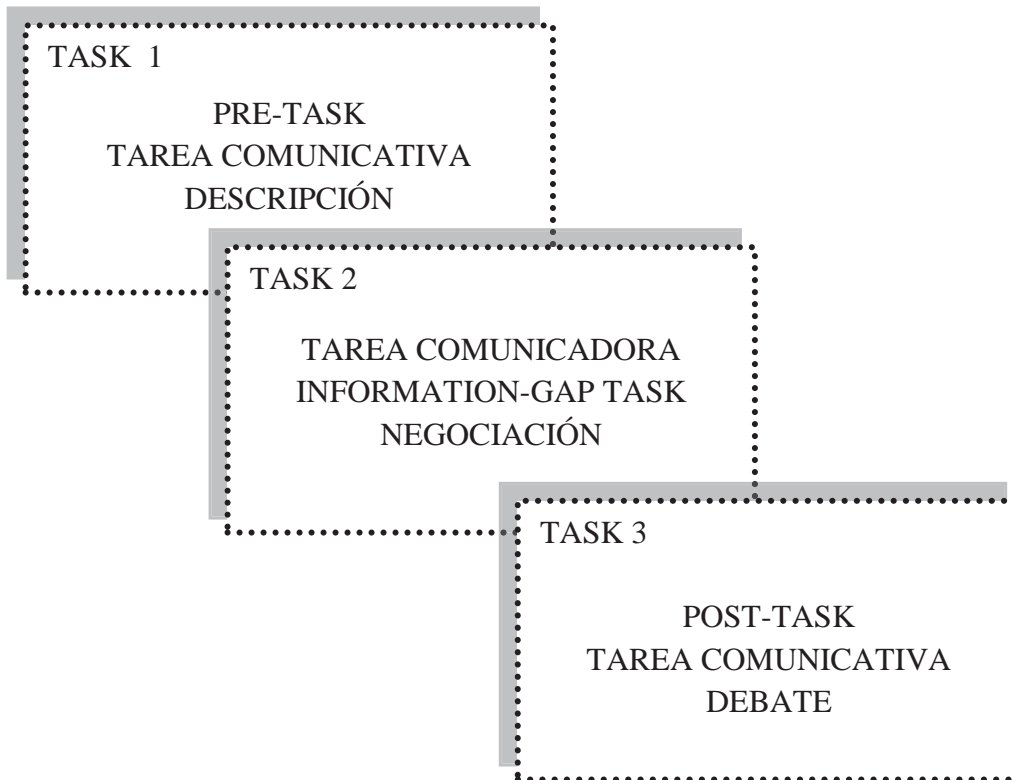 TASK 1
PRE-TASK
TAREA COMUNICATIVA
DESCRIPCIÓN
TASK 2
TAREA COMUNICADORA
INFORMATION-GAP TASK
NEGOCIACIÓN
TASK 3
POST-TASK
TAREA COMUNICATIVA
DEBATE